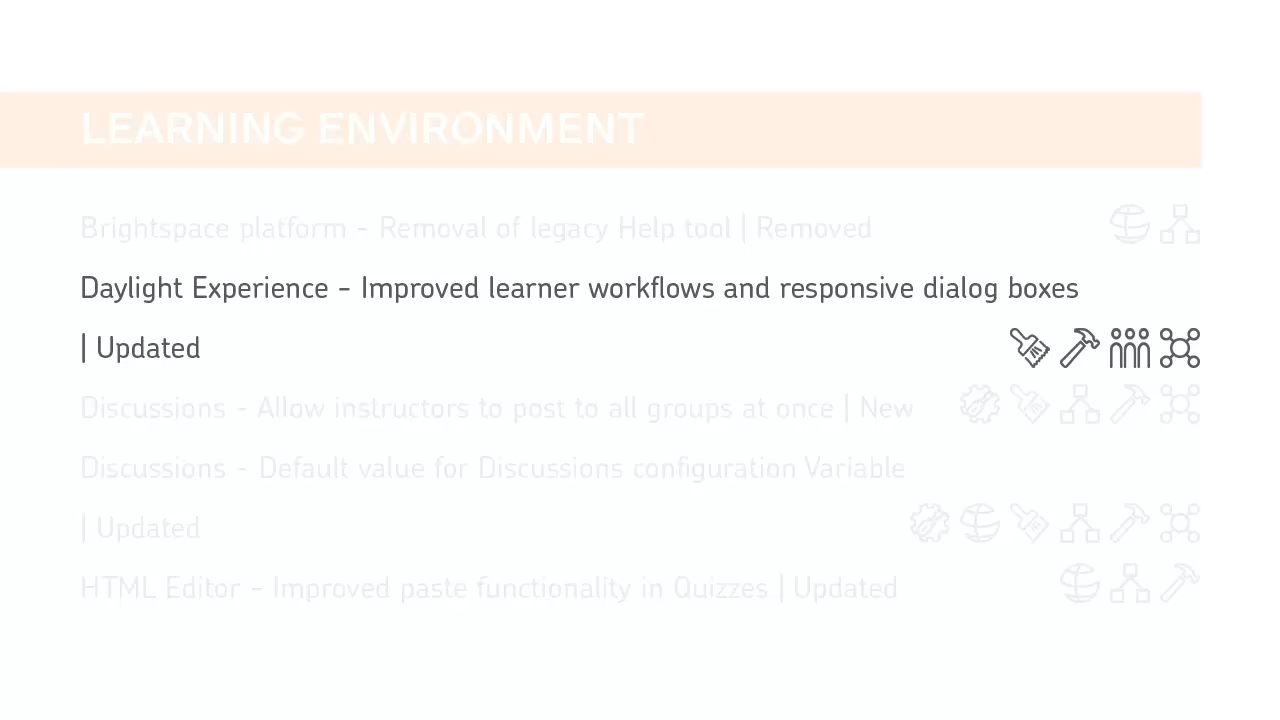 LEARNING ENVIRONMENT
Brightspace platform - Removal of legacy Help tool | Removed
Daylight Experience - Improved learner workflows and responsive dialog boxes
| Updated
Discussions - Allow instructors to post to all groups at once | New
Discussions - Default value for Discussions configuration Variable
| Updated
HTML Editor - Improved paste functionality in Quizzes | Updated